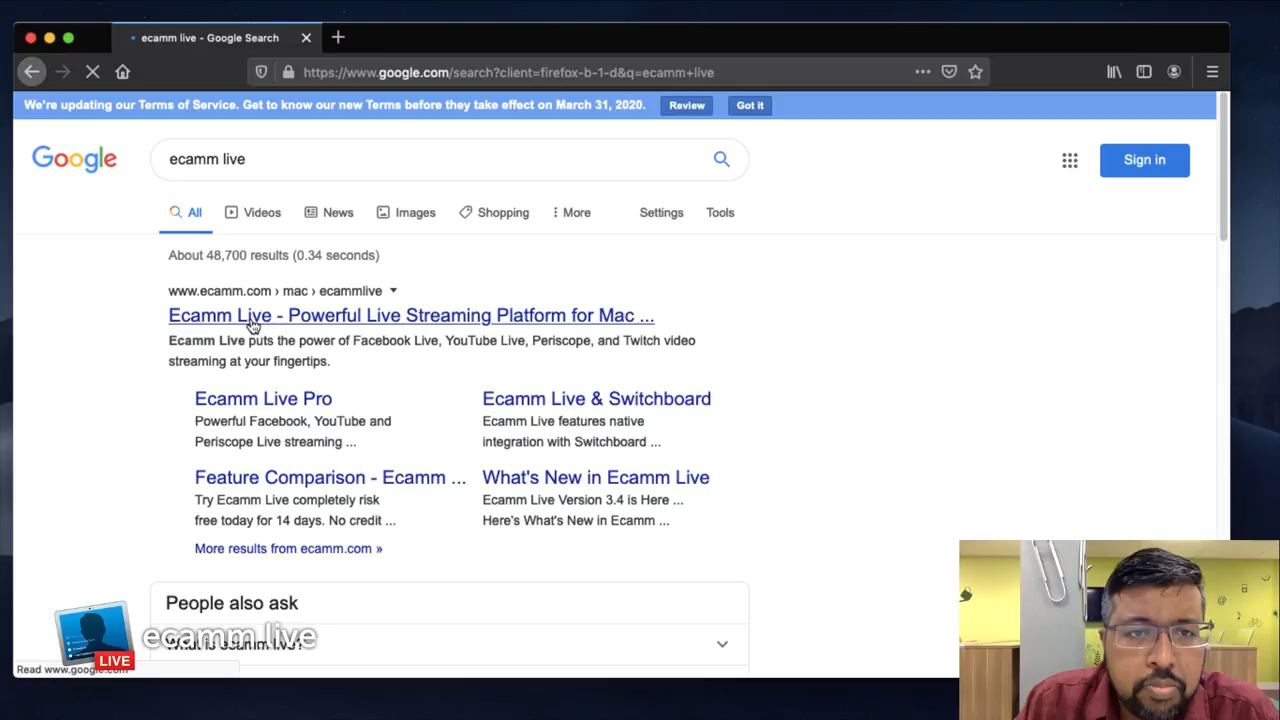 ecamm live - Google Search
https://www.google.com/search?client=firefox-b-1-d&q=ecamm+live
We're updating our Terms of Service. Get to know our new Terms before they take effect on March 31, 2020. Review Got it
Google
ecamm live
Sign in
All Videos News Images Shopping More Settings Tools
About 48,700 results (0.34 seconds)
www.ecamm.com › mac › ecammlive
Ecamm Live - Powerful Live Streaming Platform for Mac ...
Ecamm Live puts the power of Facebook Live, YouTube Live, Periscope, and Twitch video
streaming at your fingertips.
Ecamm Live Pro
Powerful Facebook, YouTube and
Periscope Live streaming ...
Ecamm Live & Switchboard
Ecamm Live features native
integration with Switchboard ...
Feature Comparison - Ecamm ...
Try Ecamm Live completely risk
free today for 14 days. No credit ...
What's New in Ecamm Live
Ecamm Live Version 3.4 is Here ...
Here's What's New in Ecamm ...
More results from ecamm.com »
People also ask
What is ecamm live?
ecamm live
LIVE
Read www.google.com